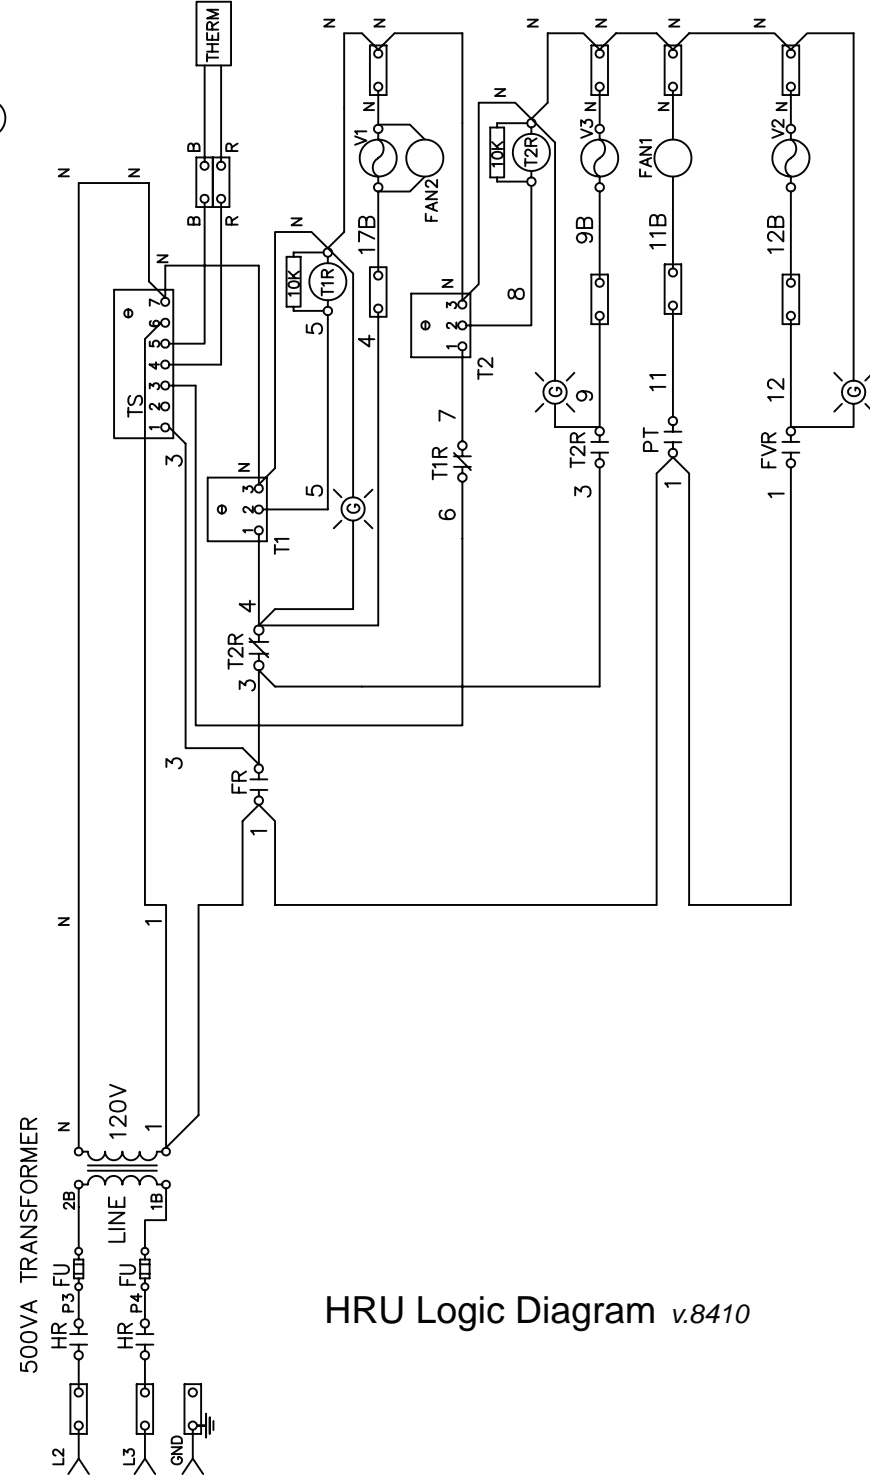 500VA TRANSFORMER
L2
HR
P3
FU
2B
N
N
N
N
L3
HR
P4
FU
1B
LINE
120V
1
1
GND
TS
1 2 3 4 5 6 7
N
B
B
R
R
THERM
3
3
FR
1
3
T2R
4
T1
1 2 3
N
5
5
10K
T1R
N
N
G
4
17B
V1
FAN2
N
N
6
T1R
7
T2
1 2 3
N
8
10K
T2R
N
N
G
3
T2R
9
9B
V3
N
N
1
PT
11
11B
FAN1
N
N
1
FVR
12
12B
V2
N
N
G
HRU Logic Diagram v.8410